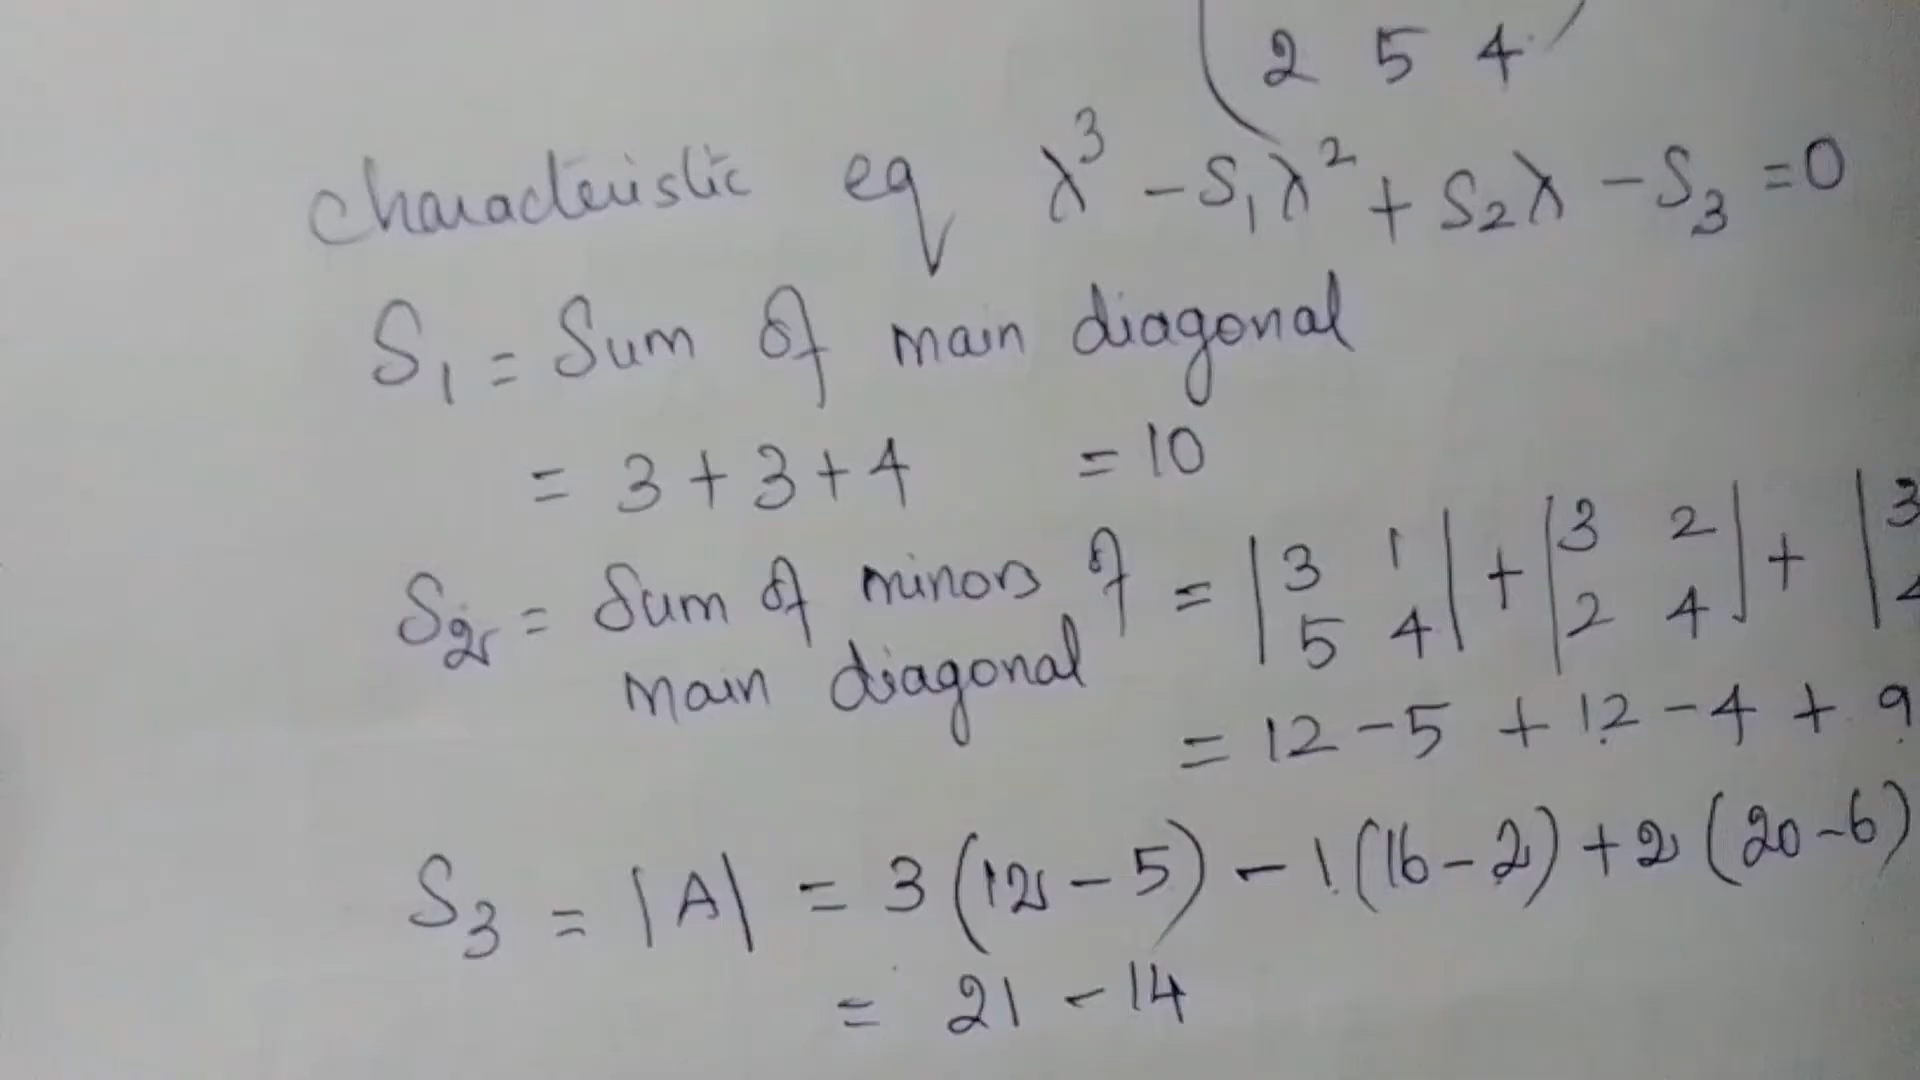 2 5 4
Characteristic eq λ³ - S₁λ² + S₂λ - S₃ = 0
S₁ = Sum of main diagonal
= 3 + 3 + 4 = 10
S₂ = Sum of minors of main diagonal = |3 1; 5 4| + |3 2; 2 4| + |3
= 12 - 5 + 12 - 4 + 9
S₃ = |A| = 3 (12 - 5) - 1 (16 - 2) + 2 (20 - 6)
= 21 - 14